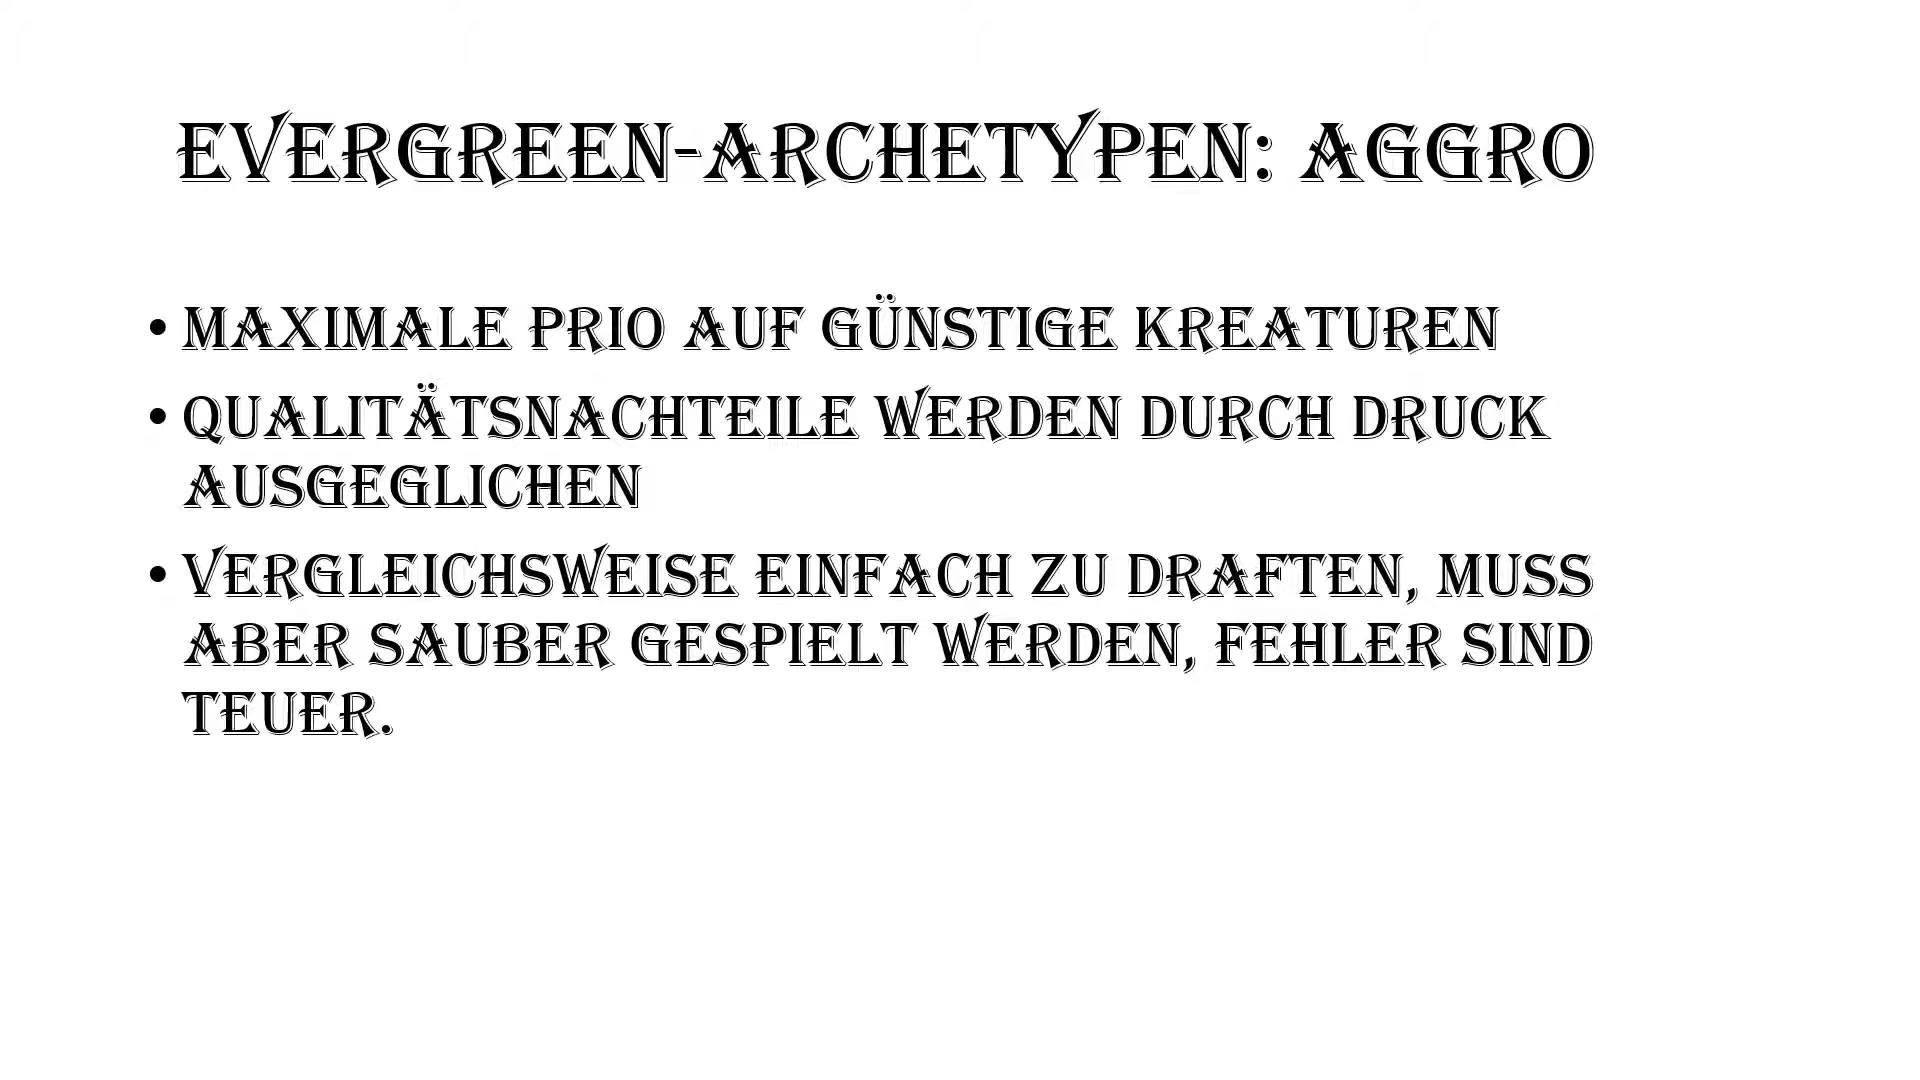 EVERGREEN-ARCHETYPEN: AGGRO
• MAXIMALE PRIO AUF GÜNSTIGE KREATUREN
• QUALITÄTSNACHTEILE WERDEN DURCH DRUCK
AUSGEGLICHEN
• VERGLEICHSWEISE EINFACH ZU DRAFTEN, MUSS
ABER SAUBER GESPIELT WERDEN, FEHLER SIND
TEUER.